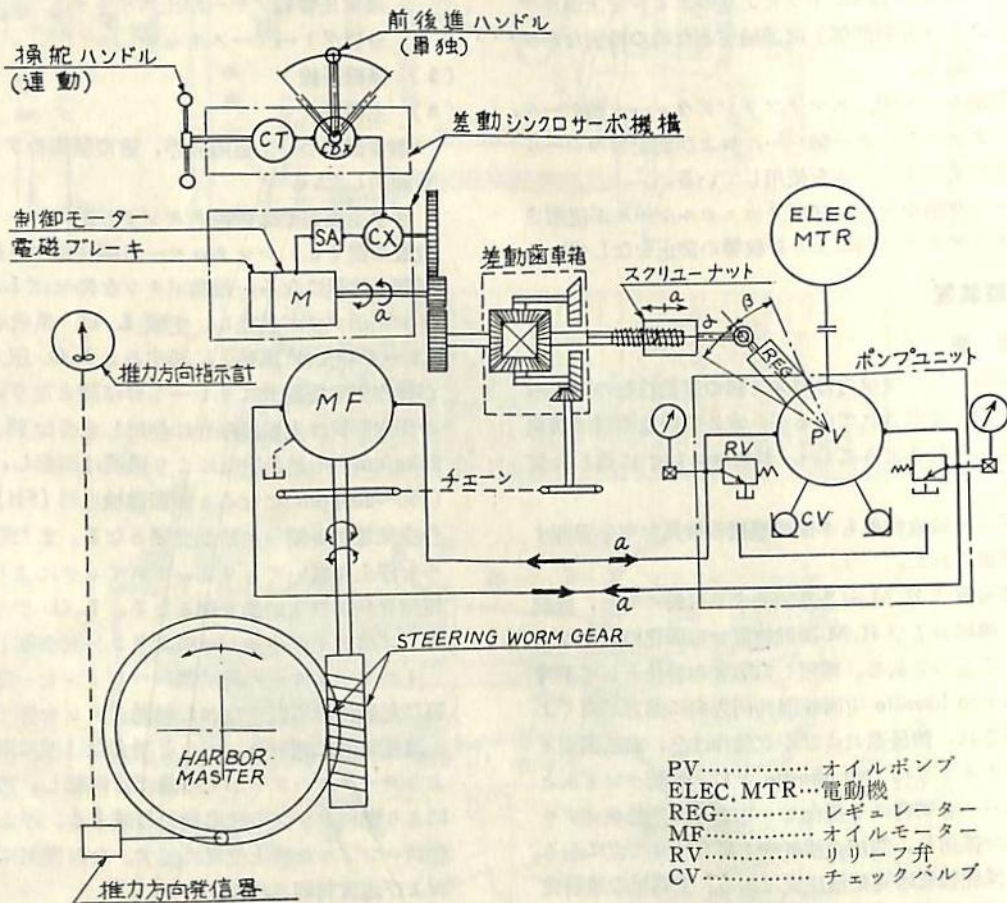 前後進ハンドル
(單独)
操舵ハンドル
(連動)
CT
CDX
差動シンクロサーボ機構
制御モーター
電磁ブレーキ
SA
CX
M
a
差動歯車箱
スクリューナット
a
α
β
REG
ELEC
MTR
ポンプユニット
推力方向指示計
MF
PV
RV
CV
チエーン
a
a
STEERING WORM GEAR
HARBOR-
MASTER
推力方向発信器
PV.............. オイルポンプ
ELEC, MTR...電動機
REG............ レギュレーター
MF.............. オイルモーター
RV.............. リリーフ弁
CV.............. チェックバルブ